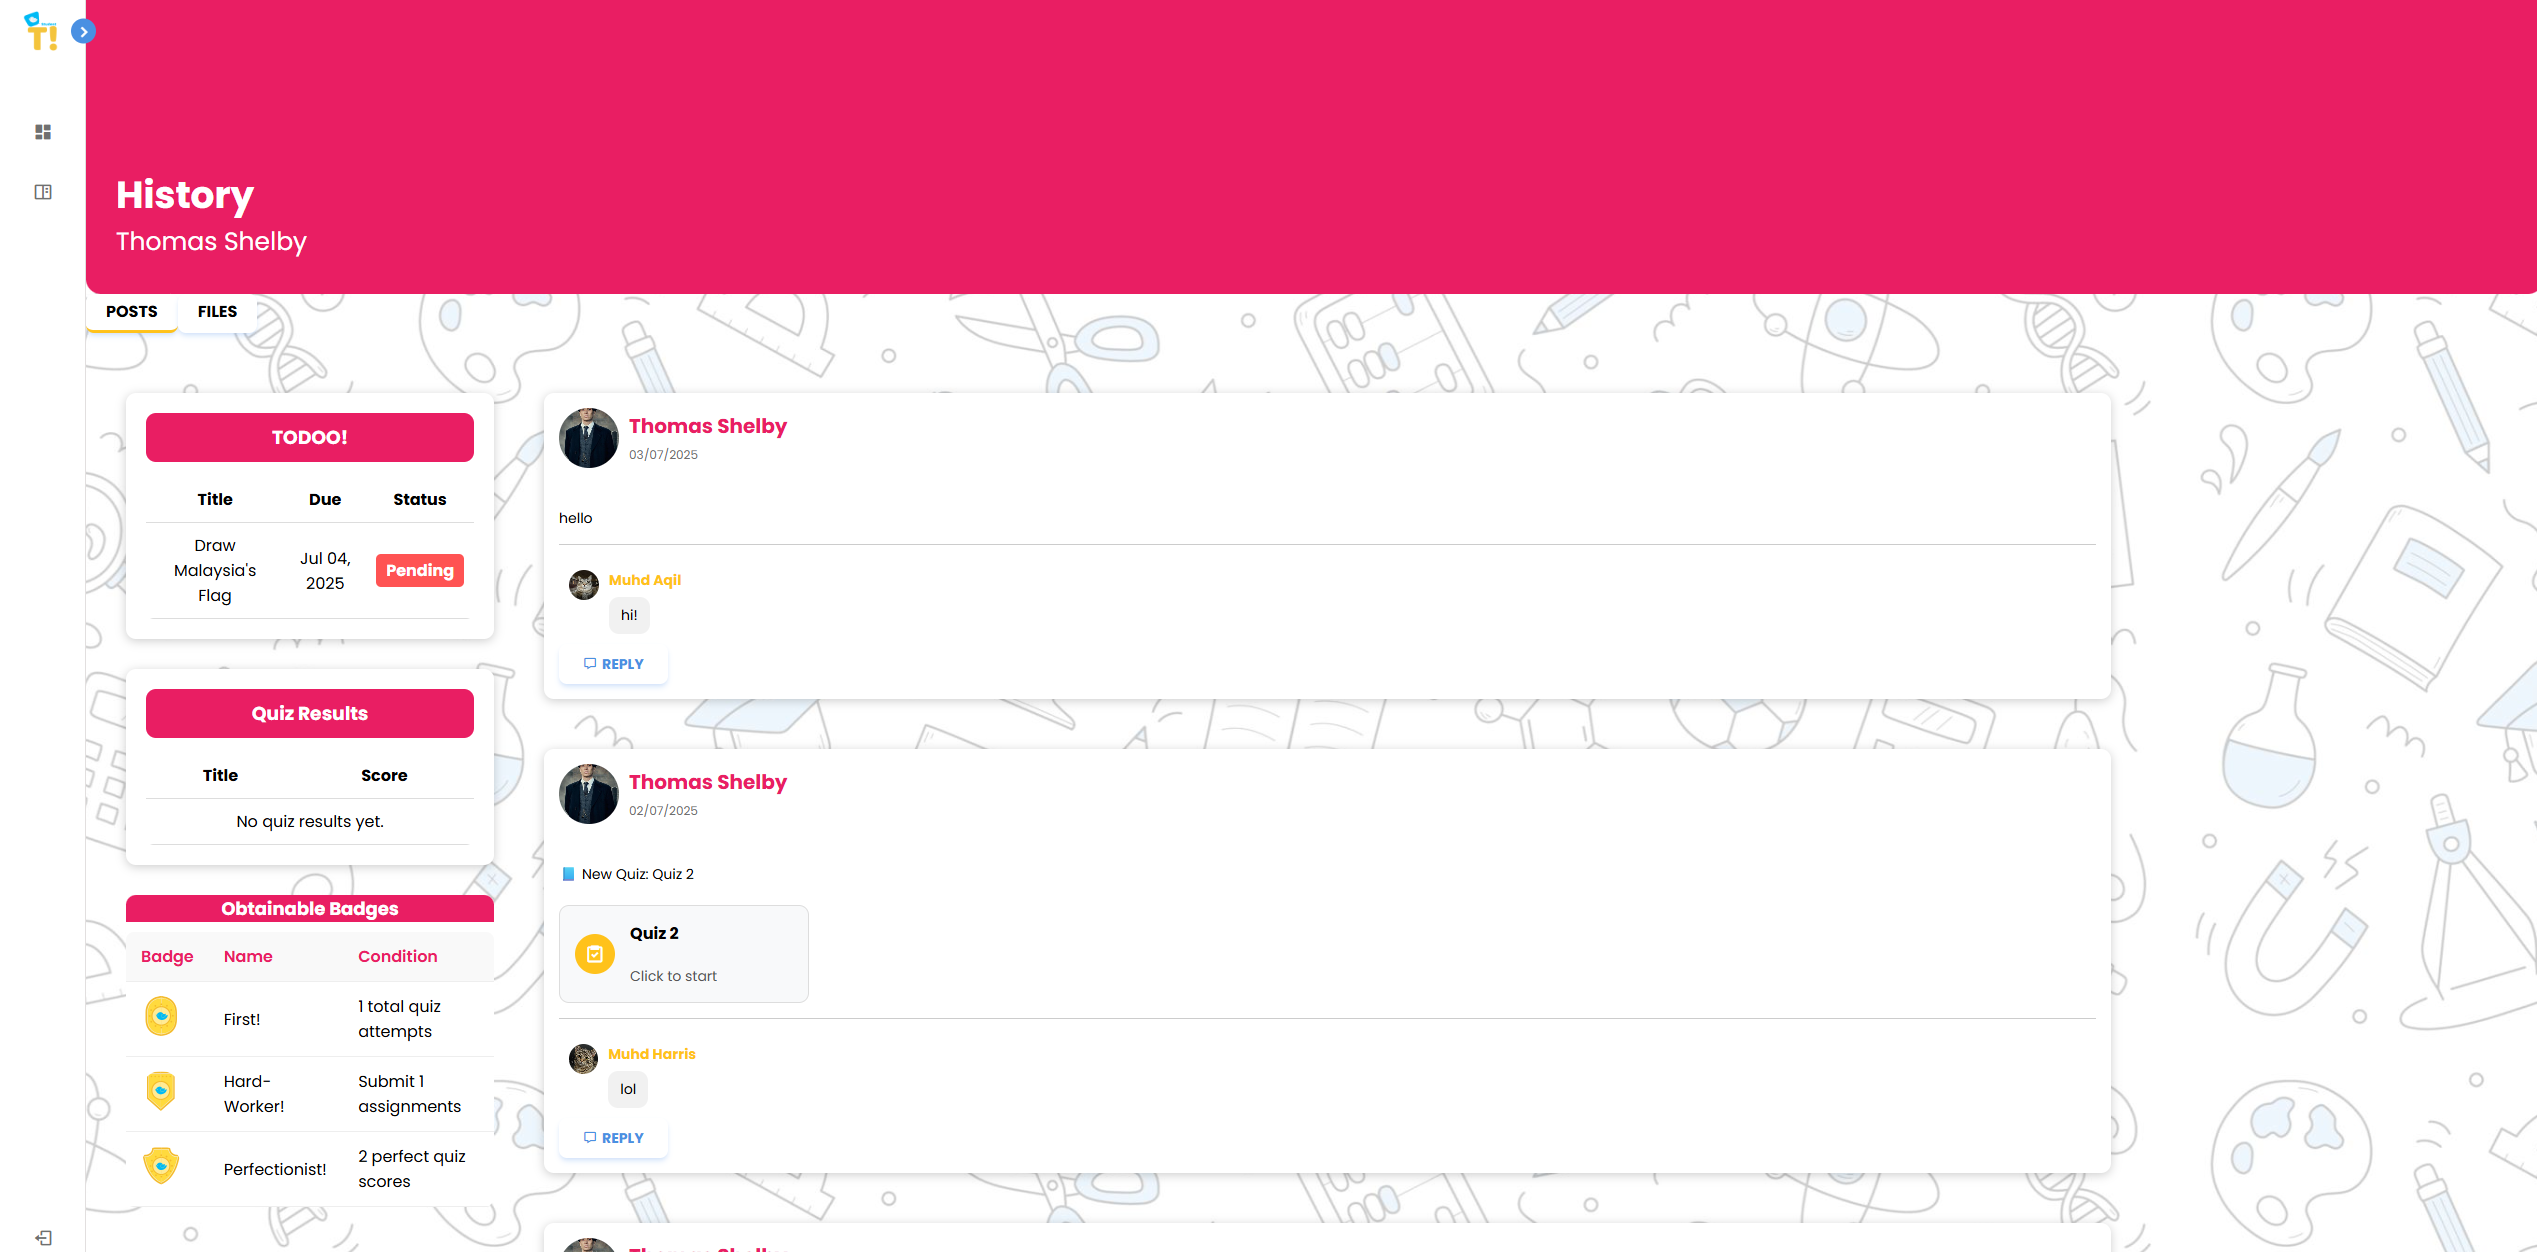 T!
History
Thomas Shelby
POSTS
FILES
TODOO!
Title Due Status
Draw
Malaysia's
Flag
Jul 04,
2025
Pending
Quiz Results
Title Score
No quiz results yet.
Obtainable Badges
Badge Name Condition
First!
1 total quiz
attempts
Hard-
Worker!
Submit 1
assignments
Perfectionist!
2 perfect quiz
scores
Thomas Shelby
03/07/2025
hello
Muhd Aqil
hi!
REPLY
Thomas Shelby
02/07/2025
New Quiz: Quiz 2
Quiz 2
Click to start
Muhd Harris
lol
REPLY
Thomas Shelby